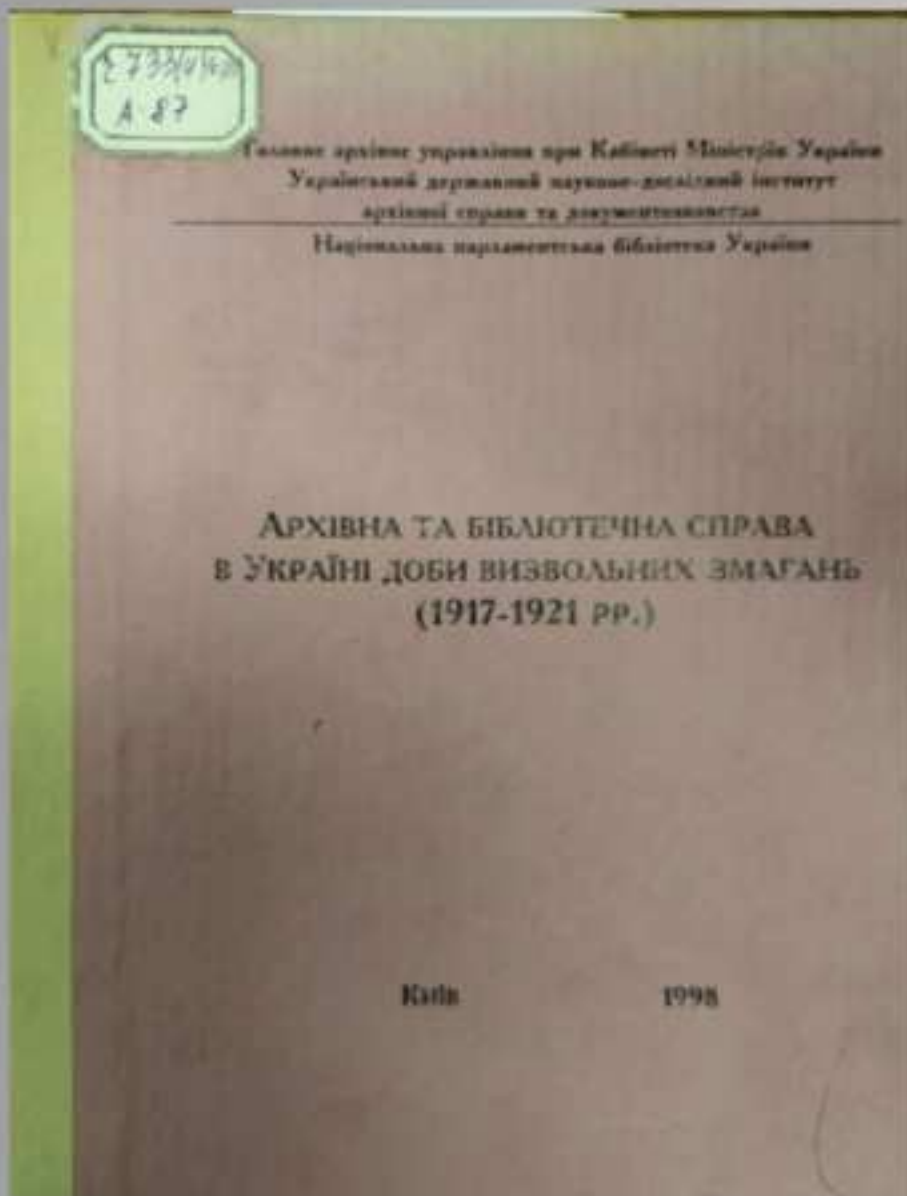 А 87
Головне архівне управління при Кабінеті Міністрів України
Український державний науково-дослідний інститут
архівної справи та документознавства
Національна парламентська бібліотека України
Архівна та бібліотечна справа
в Україні доби визвольних змагань
(1917-1921 рр.)
Київ 1998